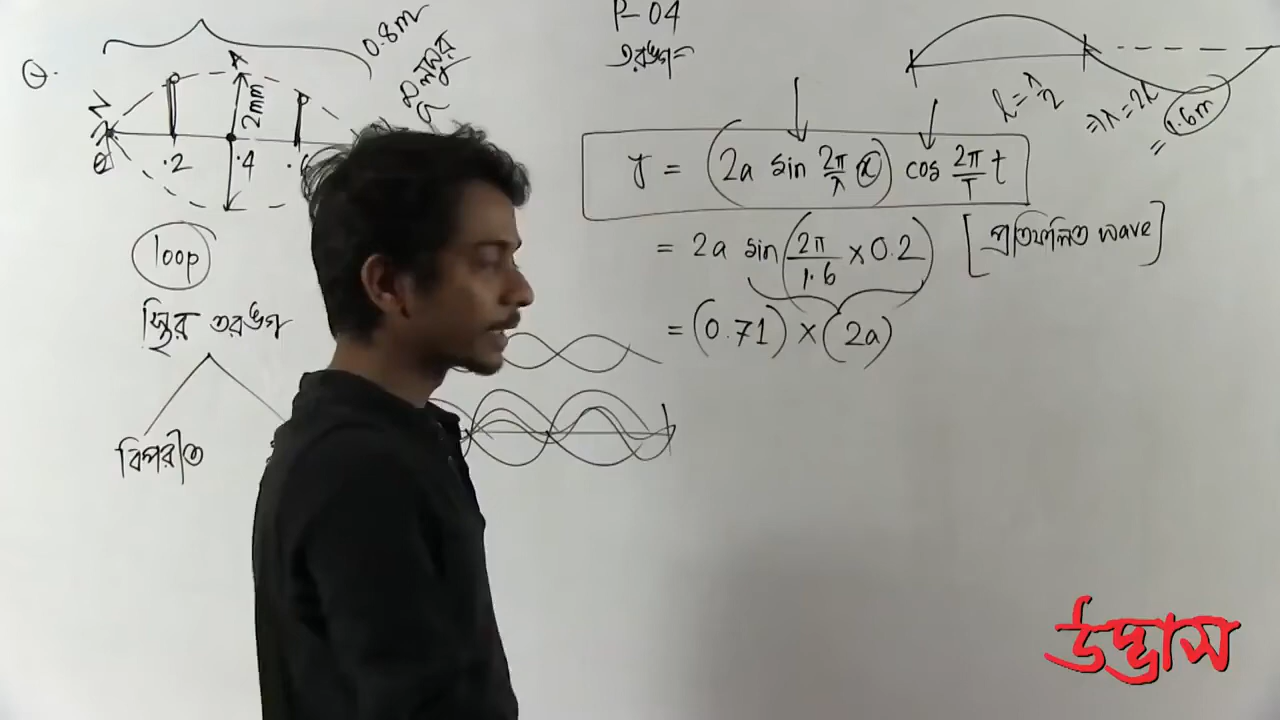 P-04
তরঙ্গ
Q.
0.8m
N
A
2mm
.2
.4
loop
স্থির তরঙ্গ
বিপরীত
l = λ/2
⇒ λ = 2l
= 1.6m
y = (2a sin 2π/λ x) cos 2π/T t
= 2a sin (2π/1.6 × 0.2) [প্রতিফলিত wave]
= (0.71) × (2a)
উদ্ভাস